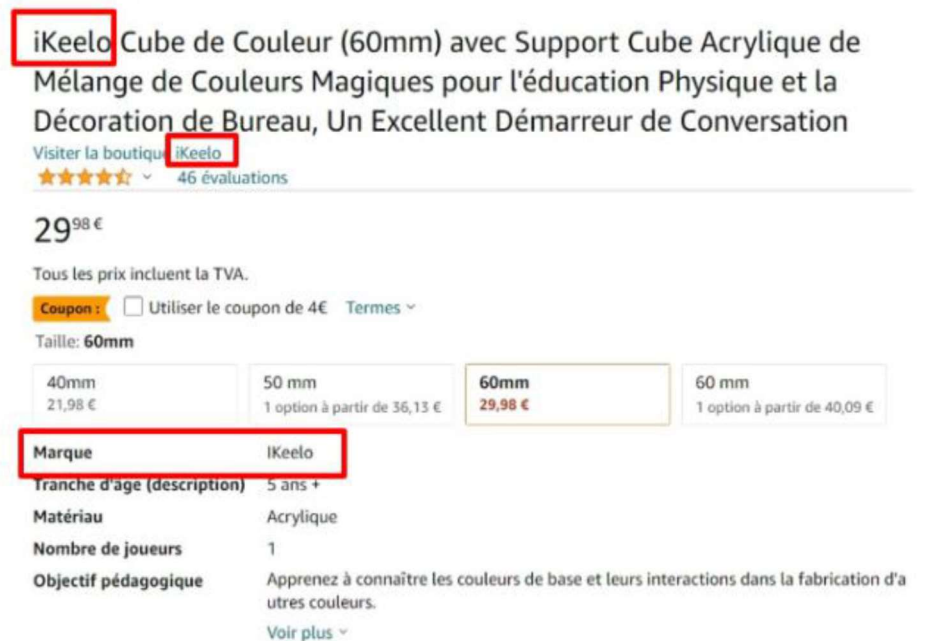 iKeelo Cube de Couleur (60mm) avec Support Cube Acrylique de
Mélange de Couleurs Magiques pour l'éducation Physique et la
Décoration de Bureau, Un Excellent Démarreur de Conversation
Visiter la boutique iKeelo
46 évaluations
29,98 €
Tous les prix incluent la TVA.
Coupon : Utiliser le coupon de 4€ Termes
Taille: 60mm
40mm 50 mm 60mm 60 mm
21,98 € 1 option à partir de 36,13 € 29,98 € 1 option à partir de 40,09 €
Marque IKeelo
Tranche d'âge (description) 5 ans +
Matériau Acrylique
Nombre de joueurs 1
Objectif pédagogique Apprenez à connaître les couleurs de base et leurs interactions dans la fabrication d'a
utres couleurs.
Voir plus